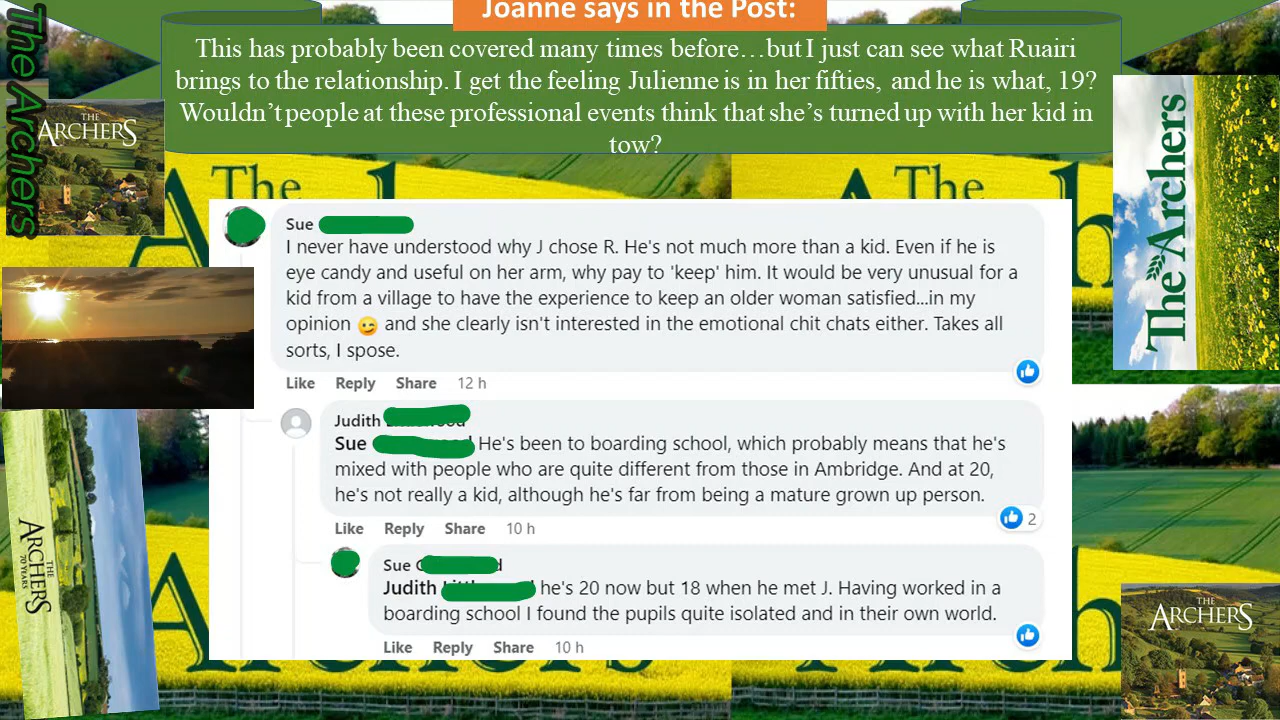 Joanne says in the Post:
This has probably been covered many times before…but I just can see what Ruairi
brings to the relationship. I get the feeling Julienne is in her fifties, and he is what, 19?
Wouldn't people at these professional events think that she's turned up with her kid in
tow?
The Archers
THE
ARCHERS
The Archers
The
The
Sue
I never have understood why J chose R. He's not much more than a kid. Even if he is
eye candy and useful on her arm, why pay to 'keep' him. It would be very unusual for a
kid from a village to have the experience to keep an older woman satisfied...in my
opinion 😉 and she clearly isn't interested in the emotional chit chats either. Takes all
sorts, I spose.
Like Reply Share 12 h
Judith
Sue He's been to boarding school, which probably means that he's
mixed with people who are quite different from those in Ambridge. And at 20,
he's not really a kid, although he's far from being a mature grown up person.
Like Reply Share 10 h
2
Sue
Judith he's 20 now but 18 when he met J. Having worked in a
boarding school I found the pupils quite isolated and in their own world.
Like Reply Share 10 h
THE
ARCHERS
70 YEARS
THE
ARCHERS